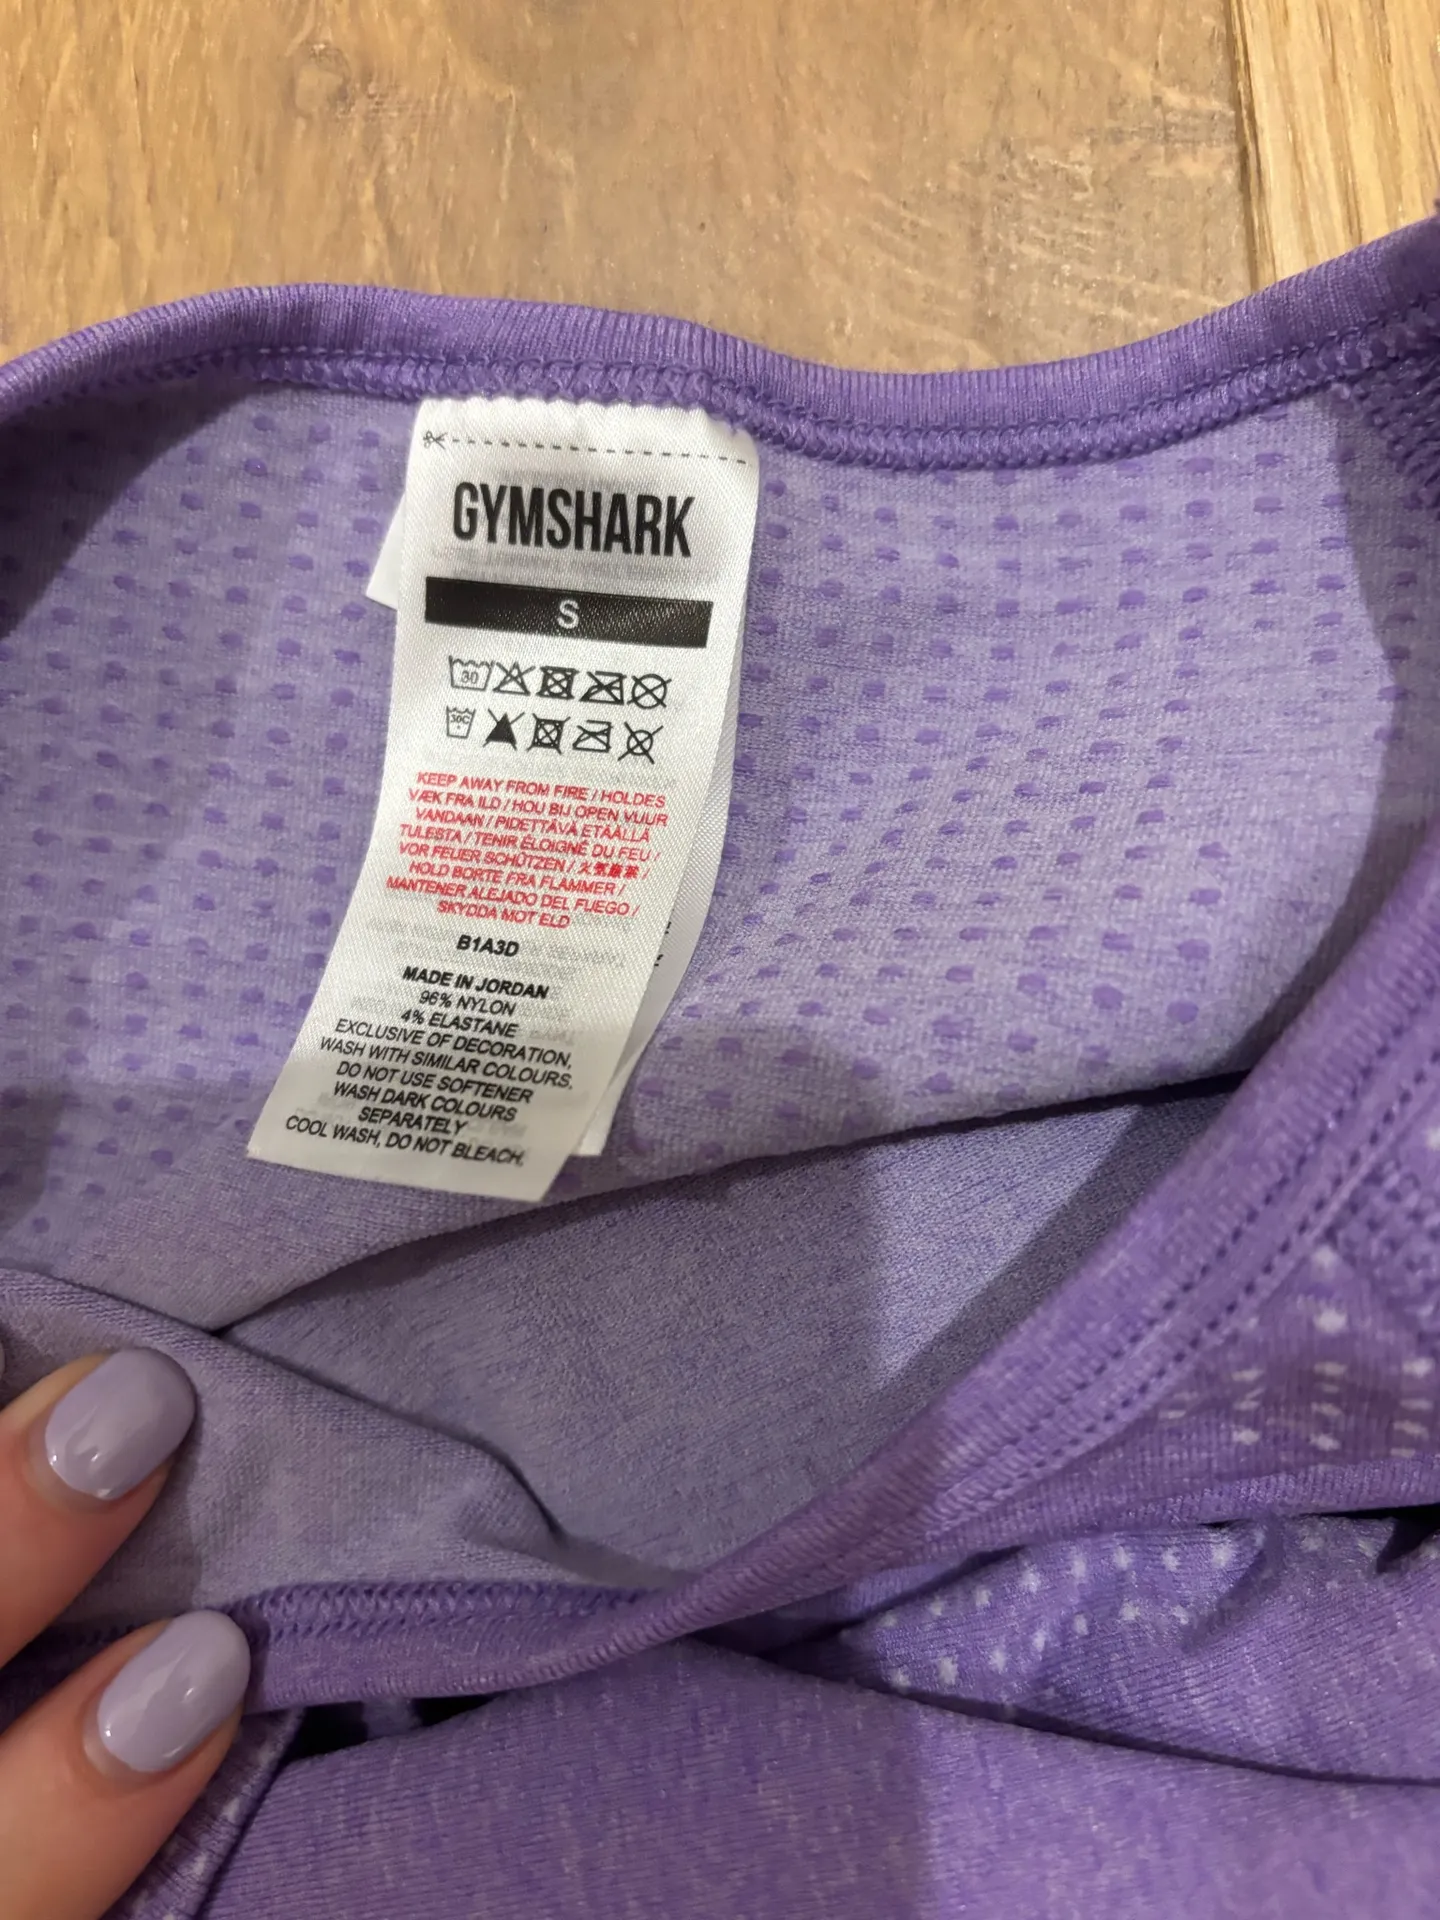 GYMSHARK
S
30
30C
KEEP AWAY FROM FIRE / HOLDES
VÆK FRA ILD / HOU BIJ OPEN VUUR
VANDAAN / PIDETTÄVÄ ETÄÄLLÄ
TULESTA / TENIR ÉLOIGNÉ DU FEU /
VOR FEUER SCHÜTZEN / 火気厳禁 /
HOLD BORTE FRA FLAMMER /
MANTENER ALEJADO DEL FUEGO /
SKYDDA MOT ELD
B1A3D
MADE IN JORDAN
96% NYLON
4% ELASTANE
EXCLUSIVE OF DECORATION,
WASH WITH SIMILAR COLOURS,
DO NOT USE SOFTENER
WASH DARK COLOURS
SEPARATELY
COOL WASH, DO NOT BLEACH,